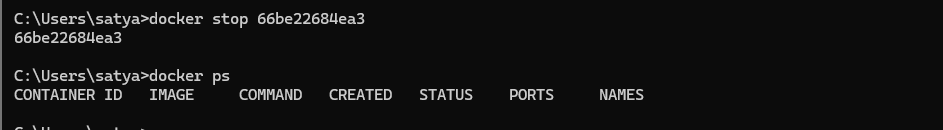 C:\Users\satya>docker stop 66be22684ea3
66be22684ea3
C:\Users\satya>docker ps
CONTAINER ID   IMAGE     COMMAND   CREATED   STATUS    PORTS     NAMES